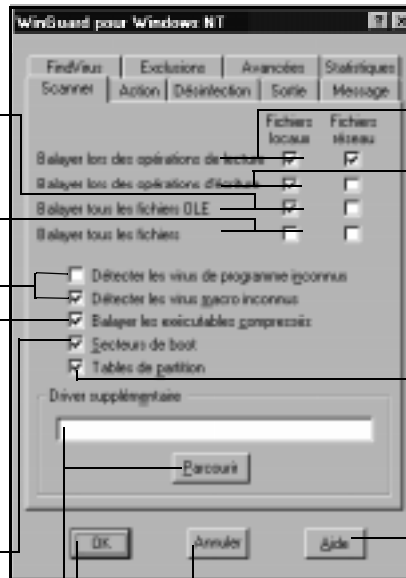 WinGuard pour Windows NT
FindVirus Exclusions Avancées Statistiques
Scanner Action Désinfection Sortie Message
Fichiers locaux Fichiers réseau
Balayer lors des opérations de lecture
Balayer lors des opérations d'écriture
Balayer tous les fichiers OLE
Balayer tous les fichiers
Détecter les virus de programme inconnus
Détecter les virus macro inconnus
Balayer les exécutables compressés
Secteurs de boot
Tables de partition
Driver supplémentaire
Parcourir
OK Annuler Aide